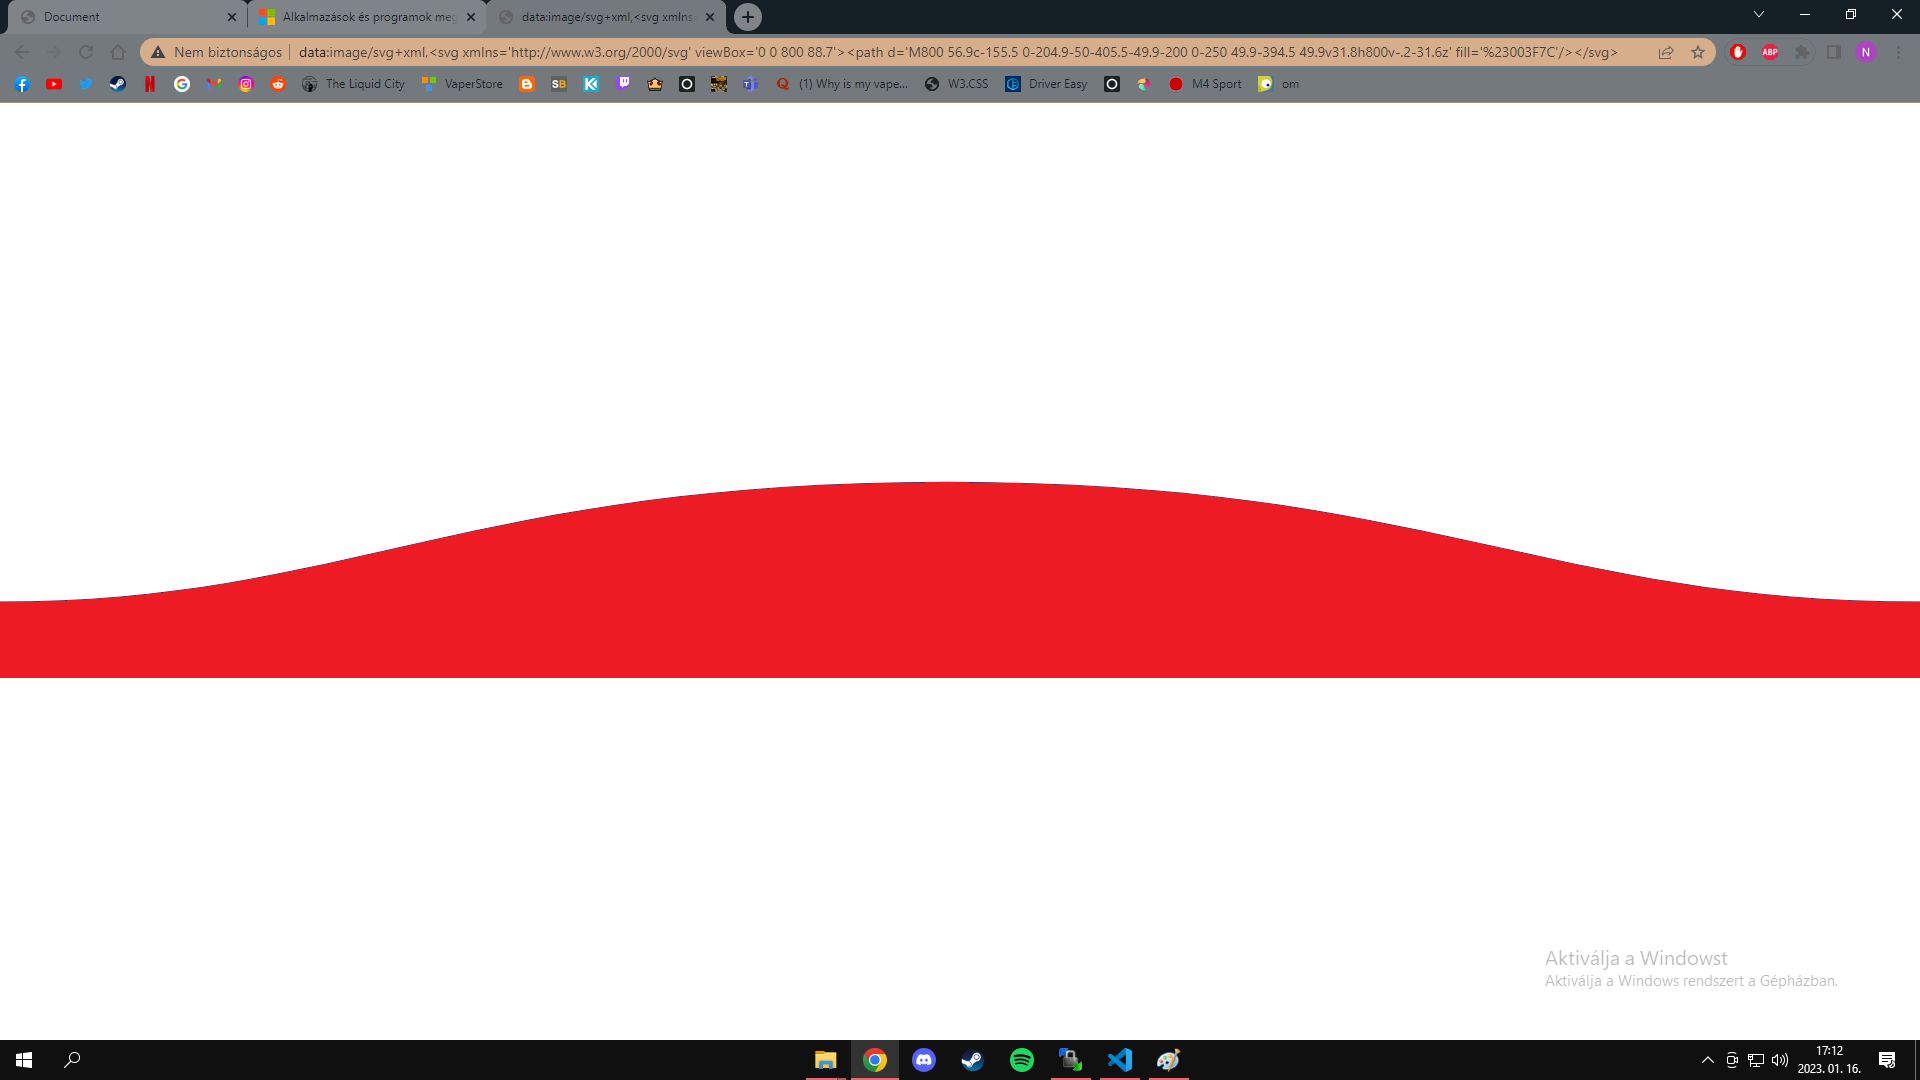 Document
Alkalmazások és programok meg
data:image/svg+xml,<svg xmlns=
Nem biztonságos
data:image/svg+xml,<svg xmlns='http://www.w3.org/2000/svg' viewBox='0 0 800 88.7'><path d='M800 56.9c-155.5 0-204.9-50-405.5-49.9-200 0-250 49.9-394.5 49.9v31.8h800v-.2-31.6z' fill='%23003F7C'/></svg>
ABP
N
The Liquid City
VaperStore
SB
(1) Why is my vape...
W3.CSS
Driver Easy
M4 Sport
om
Aktiválja a Windowst
Aktiválja a Windows rendszert a Gépházban.
17:12
2023. 01. 16.